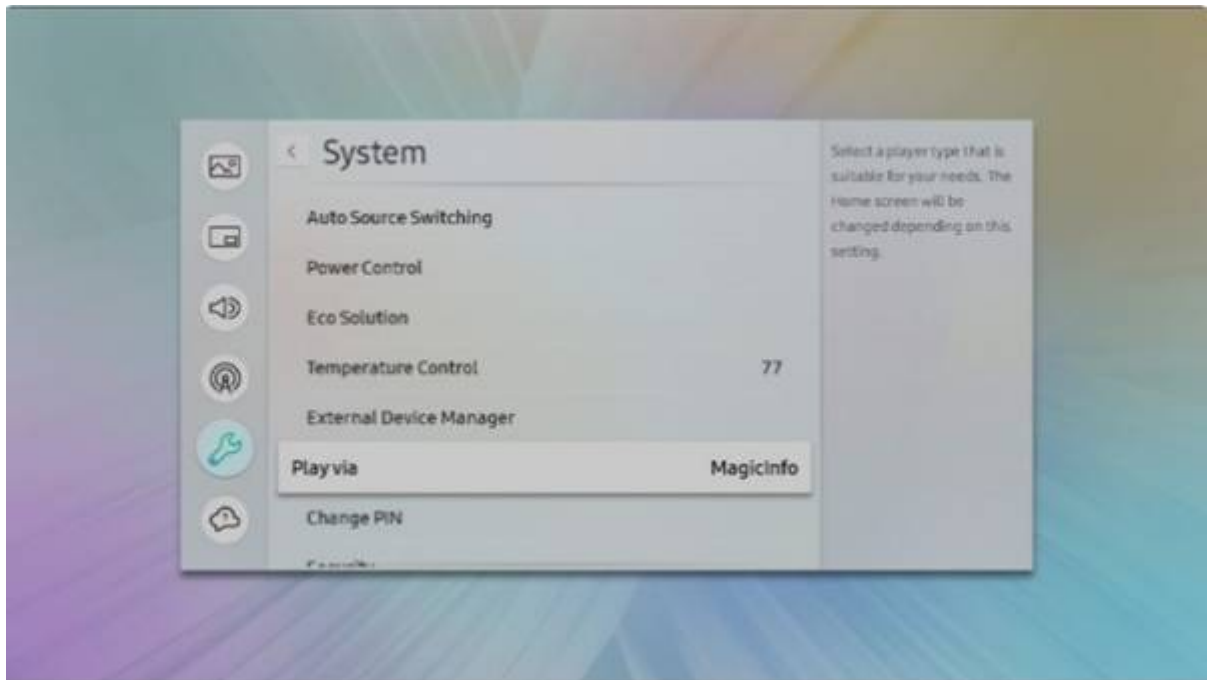 System
Auto Source Switching
Power Control
Eco Solution
Temperature Control 77
External Device Manager
Play via MagicInfo
Change PIN
Security
Select a player type that is
suitable for your needs. The
Home screen will be
changed depending on this
setting.